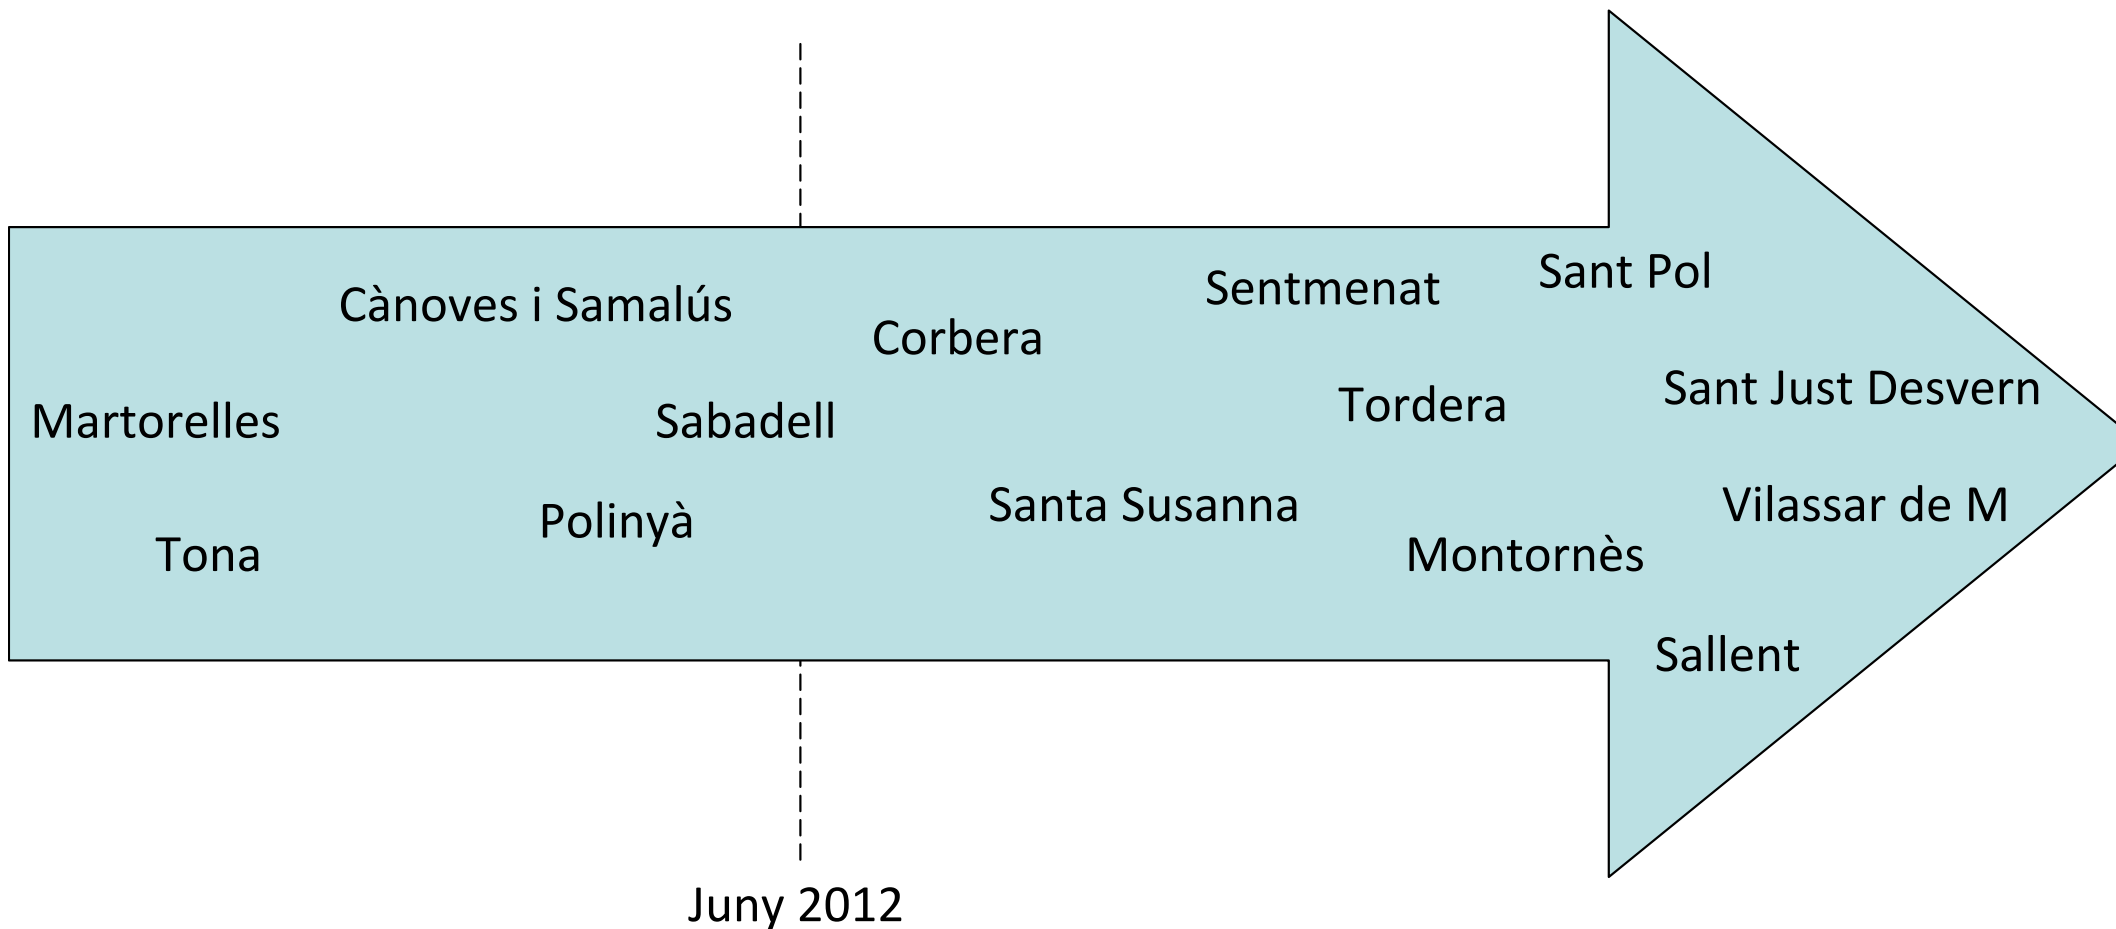 Sant Pol
Sentmenat
Cànoves i Samalús
Corbera
Sant Just Desvern
Tordera
Martorelles
Sabadell
Santa Susanna
Vilassar de M
Polinyà
Tona
Montornès
Sallent
Juny 2012